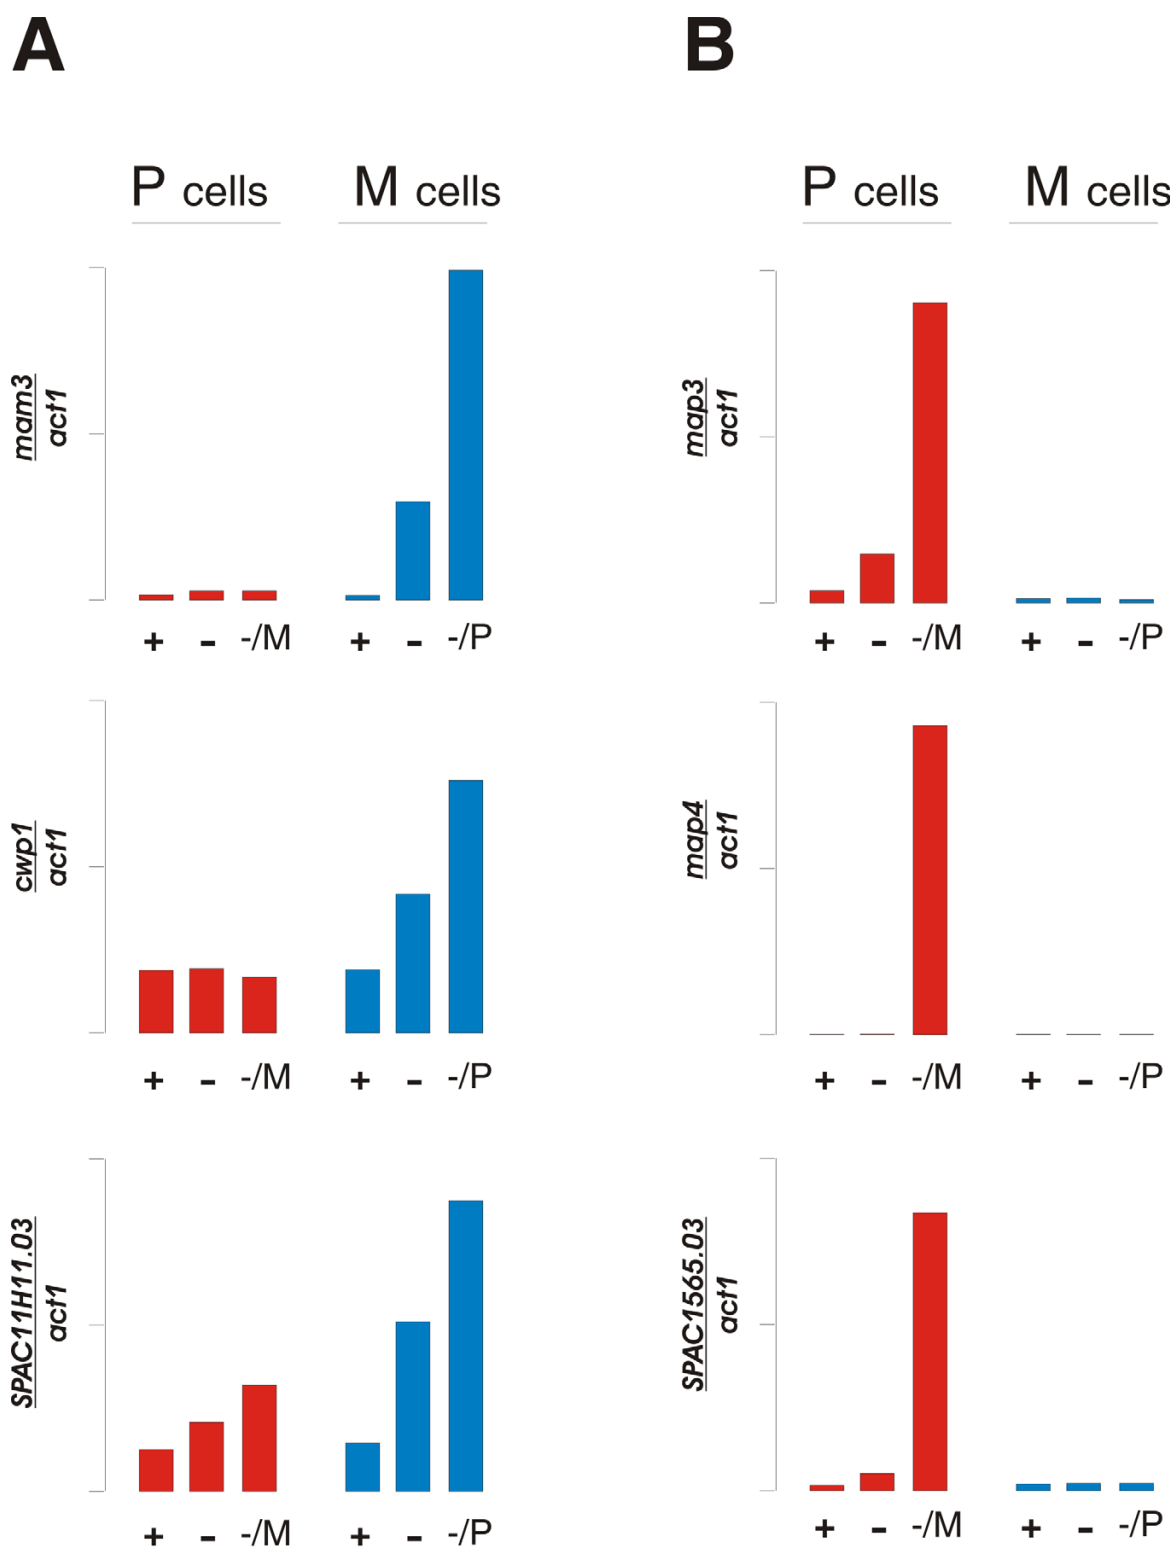 A B
P cells M cells P cells M cells
mam3
act1
map3
act1
+ - -/M + - -/P + - -/M + - -/P
cwp1
act1
map4
act1
+ - -/M + - -/P + - -/M + - -/P
SPAC11H11.03
act1
SPAC1565.03
act1
+ - -/M + - -/P + - -/M + - -/P